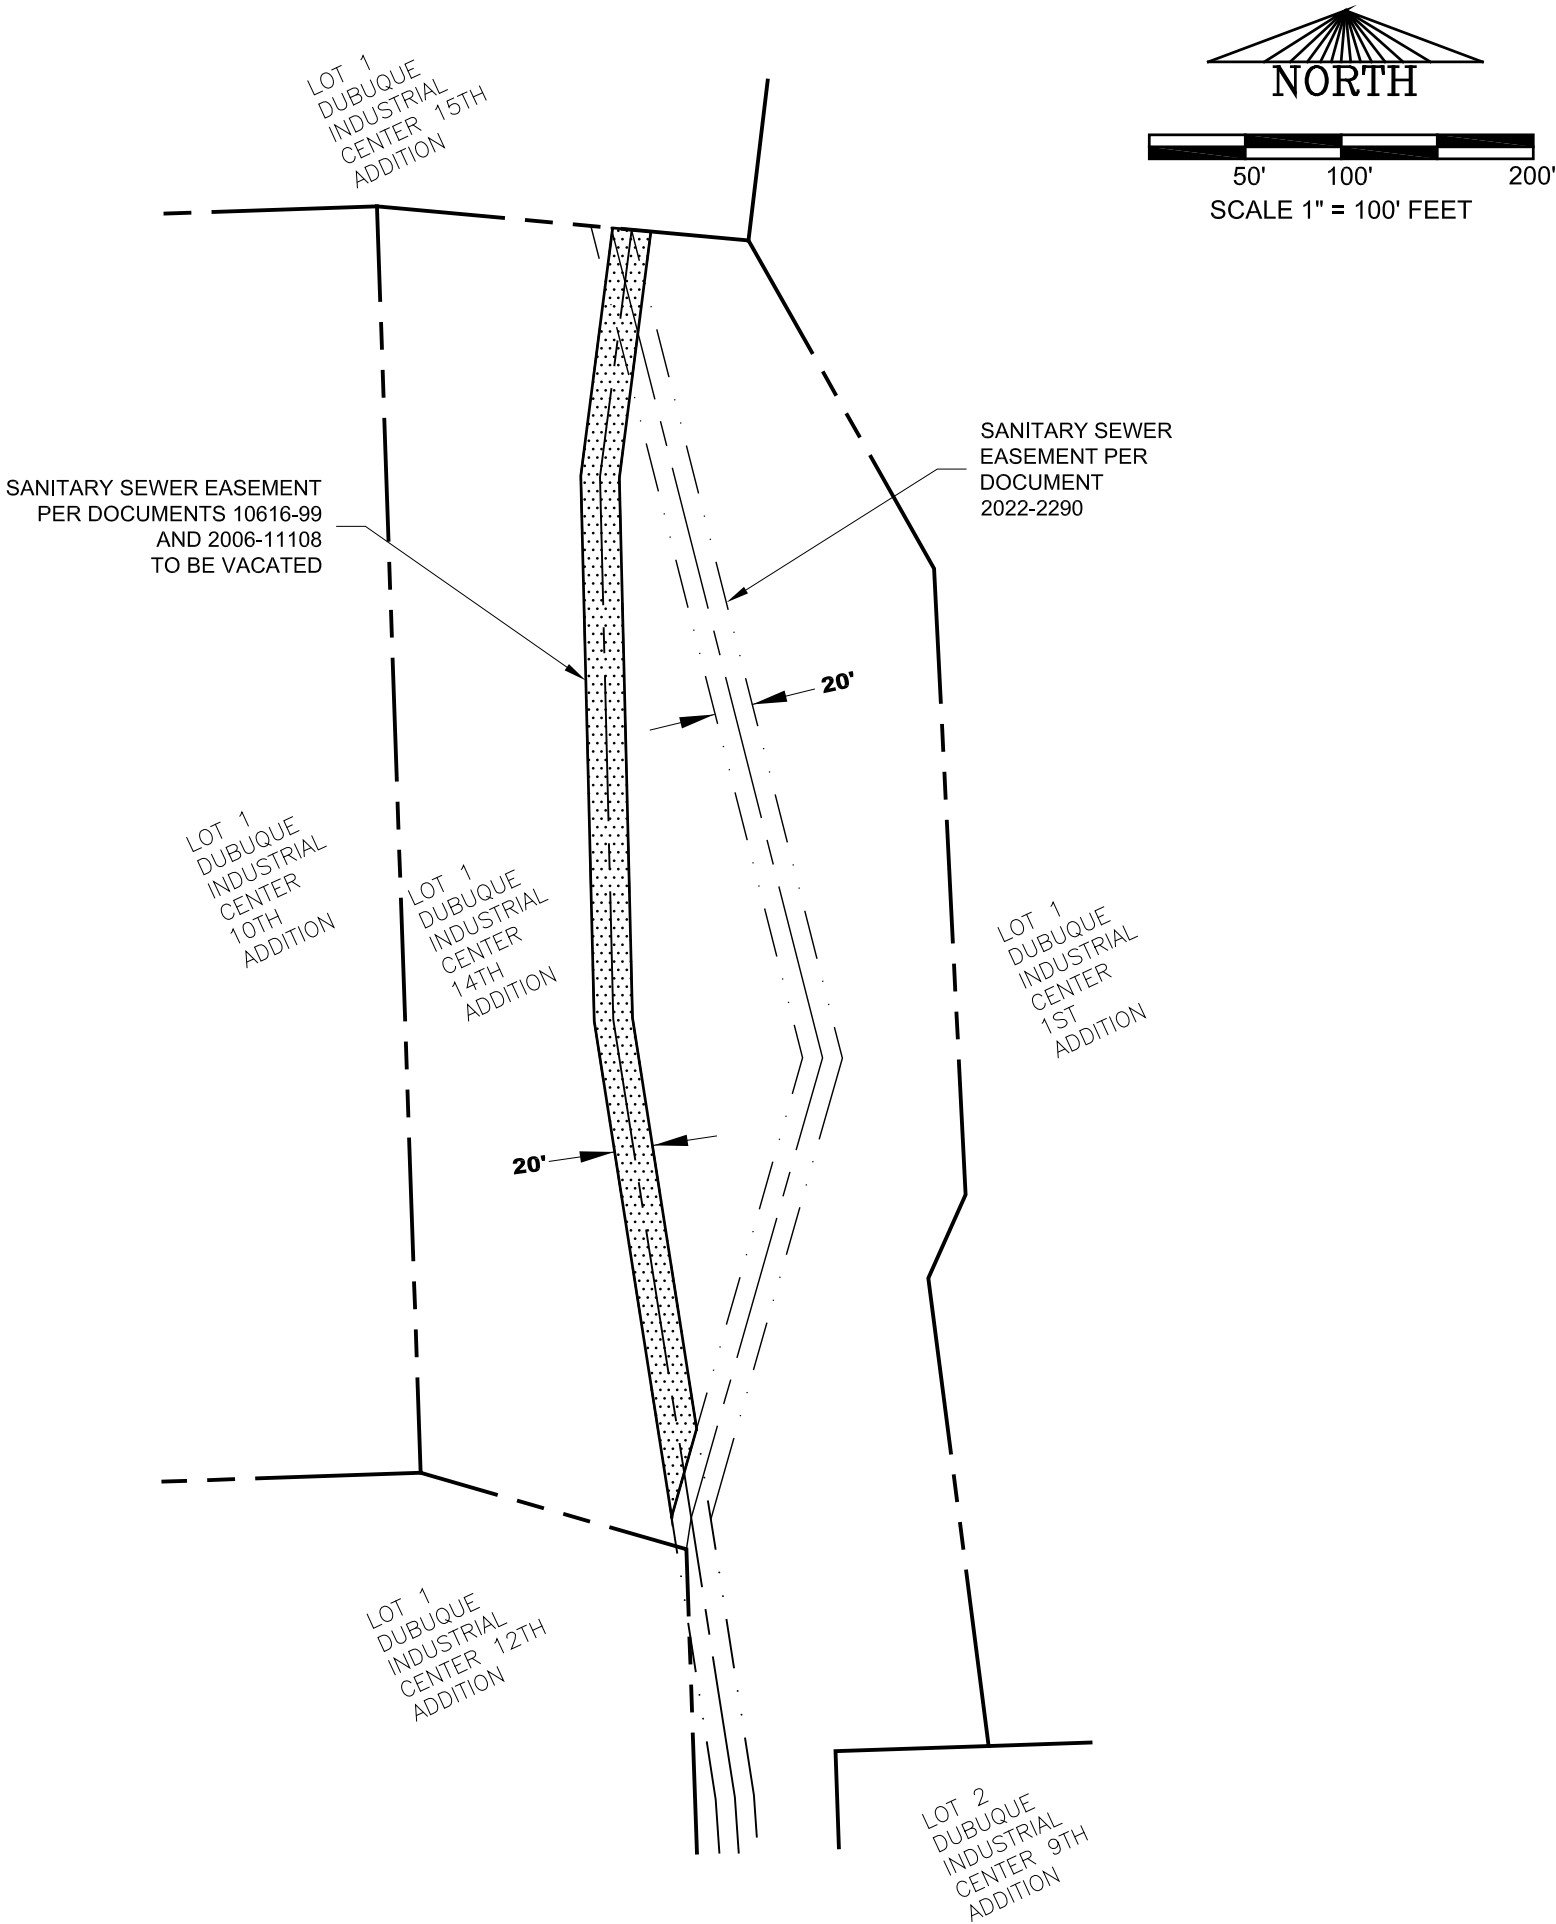 NORTH
50' 100' 200'
SCALE 1" = 100' FEET
LOT 1
DUBUQUE
INDUSTRIAL
CENTER 15TH
ADDITION
SANITARY SEWER
EASEMENT PER
DOCUMENT
2022-2290
SANITARY SEWER EASEMENT
PER DOCUMENTS 10616-99
AND 2006-11108
TO BE VACATED
20'
LOT 1
DUBUQUE
INDUSTRIAL
CENTER
10TH
ADDITION
LOT 1
DUBUQUE
INDUSTRIAL
CENTER
14TH
ADDITION
LOT 1
DUBUQUE
INDUSTRIAL
CENTER
1ST
ADDITION
20'
LOT 1
DUBUQUE
INDUSTRIAL
CENTER 12TH
ADDITION
LOT 2
DUBUQUE
INDUSTRIAL
CENTER 9TH
ADDITION